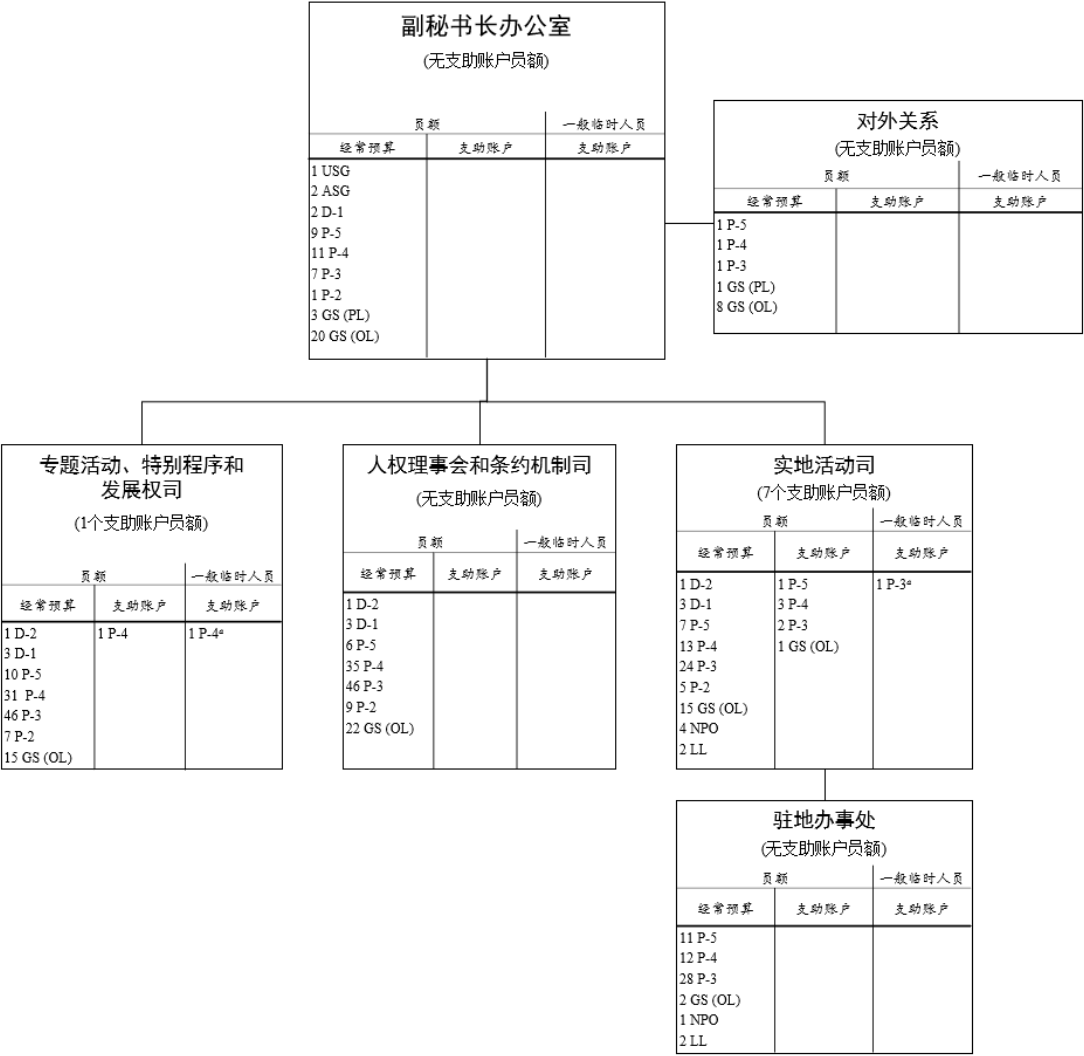 副秘书长办公室
(无支助账户员额)
员额 一般临时人员
经常预算 支助账户 支助账户
1 USG
2 ASG
2 D-1
9 P-5
11 P-4
7 P-3
1 P-2
3 GS (PL)
20 GS (OL)
对外关系
(无支助账户员额)
员额 一般临时人员
经常预算 支助账户 支助账户
1 P-5
1 P-4
1 P-3
1 GS (PL)
8 GS (OL)
专题活动、特别程序和
发展权司
(1个支助账户员额)
员额 一般临时人员
经常预算 支助账户 支助账户
1 D-2 1 P-4 1 P-4ᵃ
3 D-1
10 P-5
31 P-4
46 P-3
7 P-2
15 GS (OL)
人权理事会和条约机制司
(无支助账户员额)
员额 一般临时人员
经常预算 支助账户 支助账户
1 D-2
3 D-1
6 P-5
35 P-4
46 P-3
9 P-2
22 GS (OL)
实地活动司
(7个支助账户员额)
员额 一般临时人员
经常预算 支助账户 支助账户
1 D-2 1 P-5 1 P-3ᵃ
3 D-1 3 P-4
7 P-5 2 P-3
13 P-4 1 GS (OL)
24 P-3
5 P-2
15 GS (OL)
4 NPO
2 LL
驻地办事处
(无支助账户员额)
员额 一般临时人员
经常预算 支助账户 支助账户
11 P-5
12 P-4
28 P-3
2 GS (OL)
1 NPO
2 LL